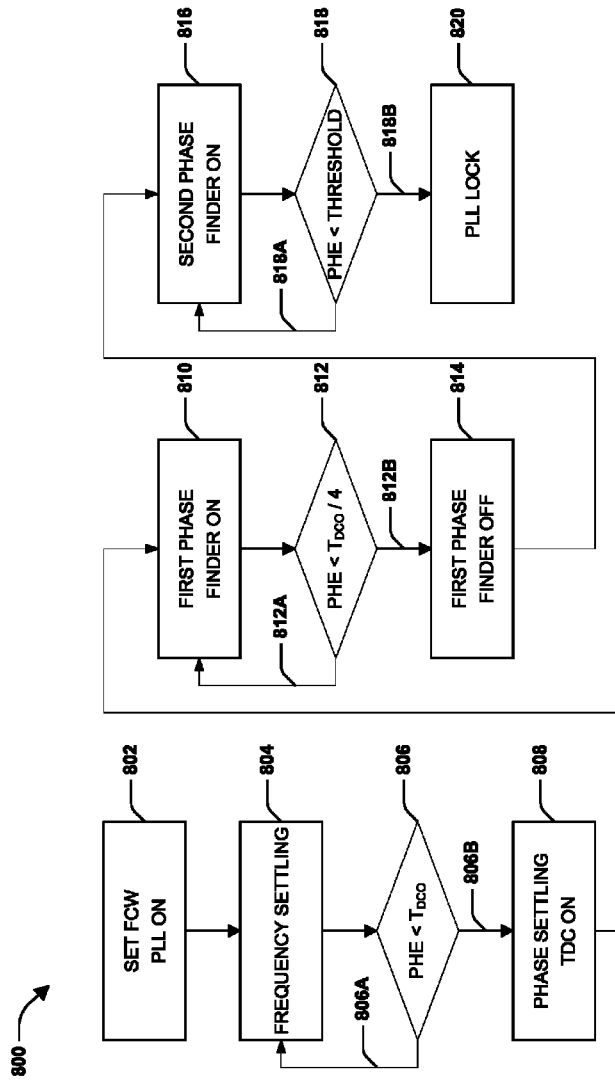 800
SET FCW
PLL ON
802
FREQUENCY SETTLING
804
PHE < TDCO
806
806A
806B
PHASE SETTLING
TDC ON
808
FIRST PHASE
FINDER ON
810
PHE < TDCO / 4
812
812A
812B
FIRST PHASE
FINDER OFF
814
SECOND PHASE
FINDER ON
816
PHE < THRESHOLD
818
818A
818B
PLL LOCK
820